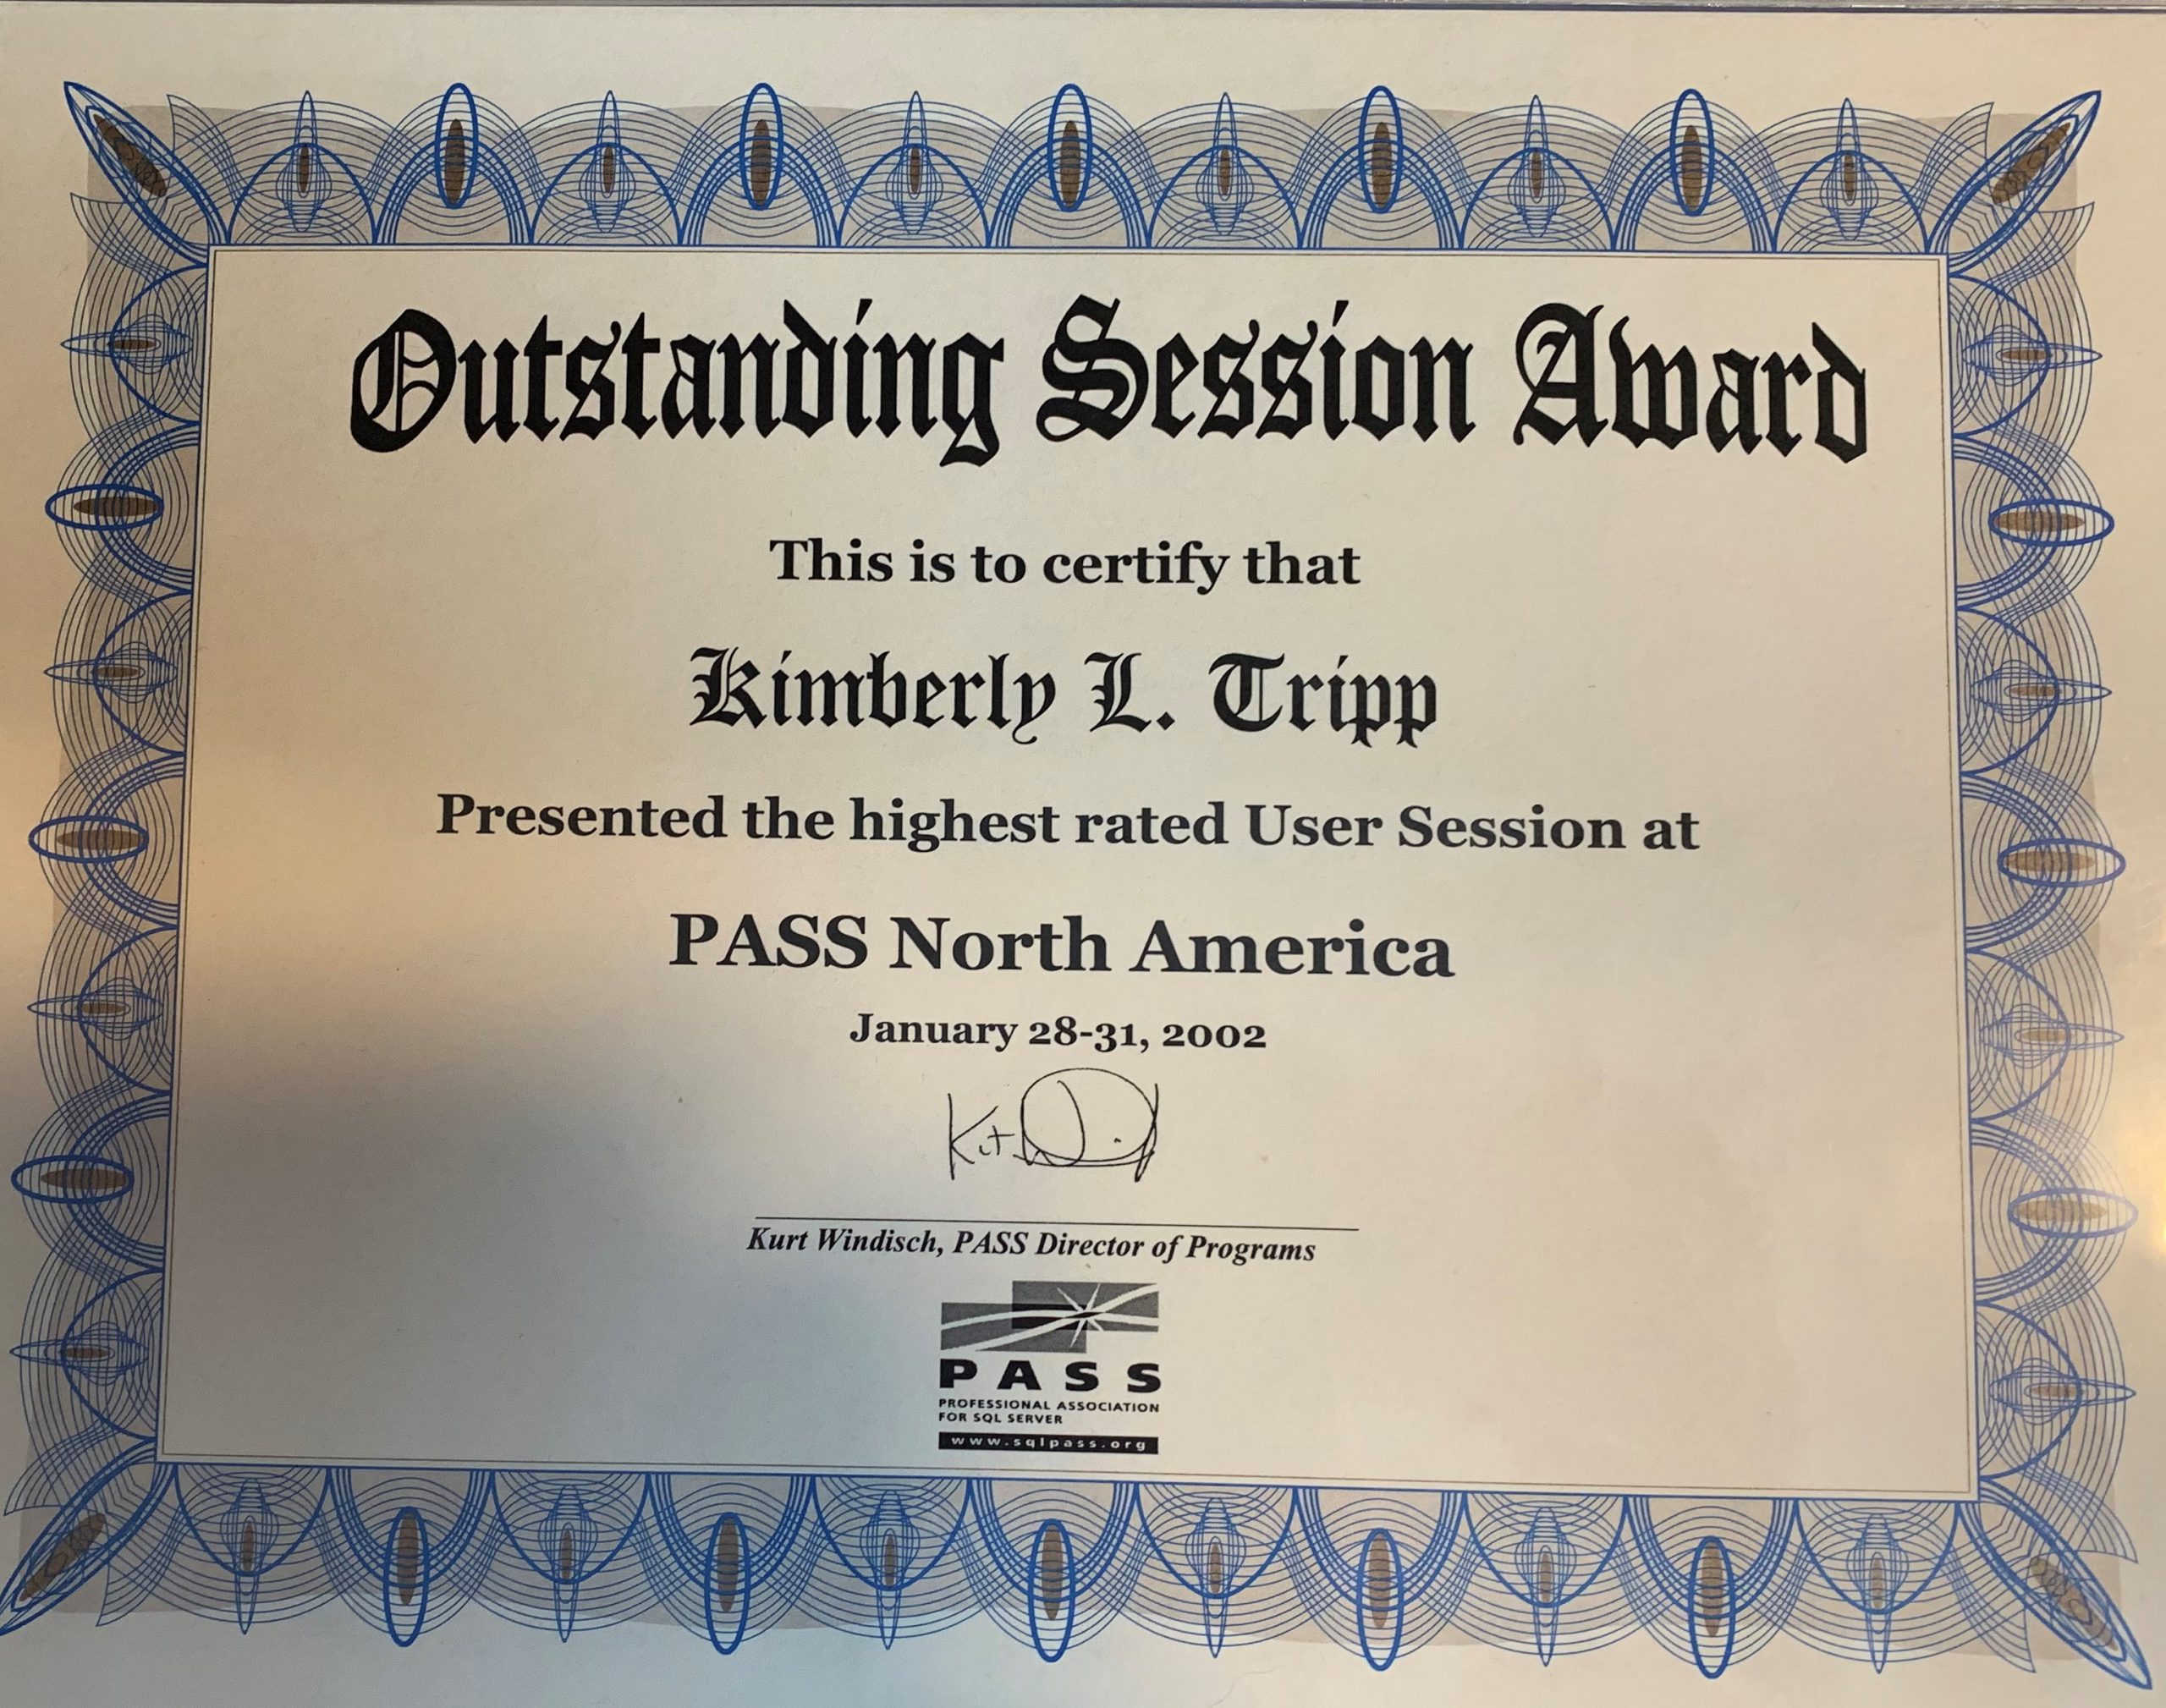 Outstanding Session Award
This is to certify that
Kimberly L. Tripp
Presented the highest rated User Session at
PASS North America
January 28-31, 2002
Kurt Windisch, PASS Director of Programs
PASS
PROFESSIONAL ASSOCIATION
FOR SQL SERVER
www.sqlpass.org